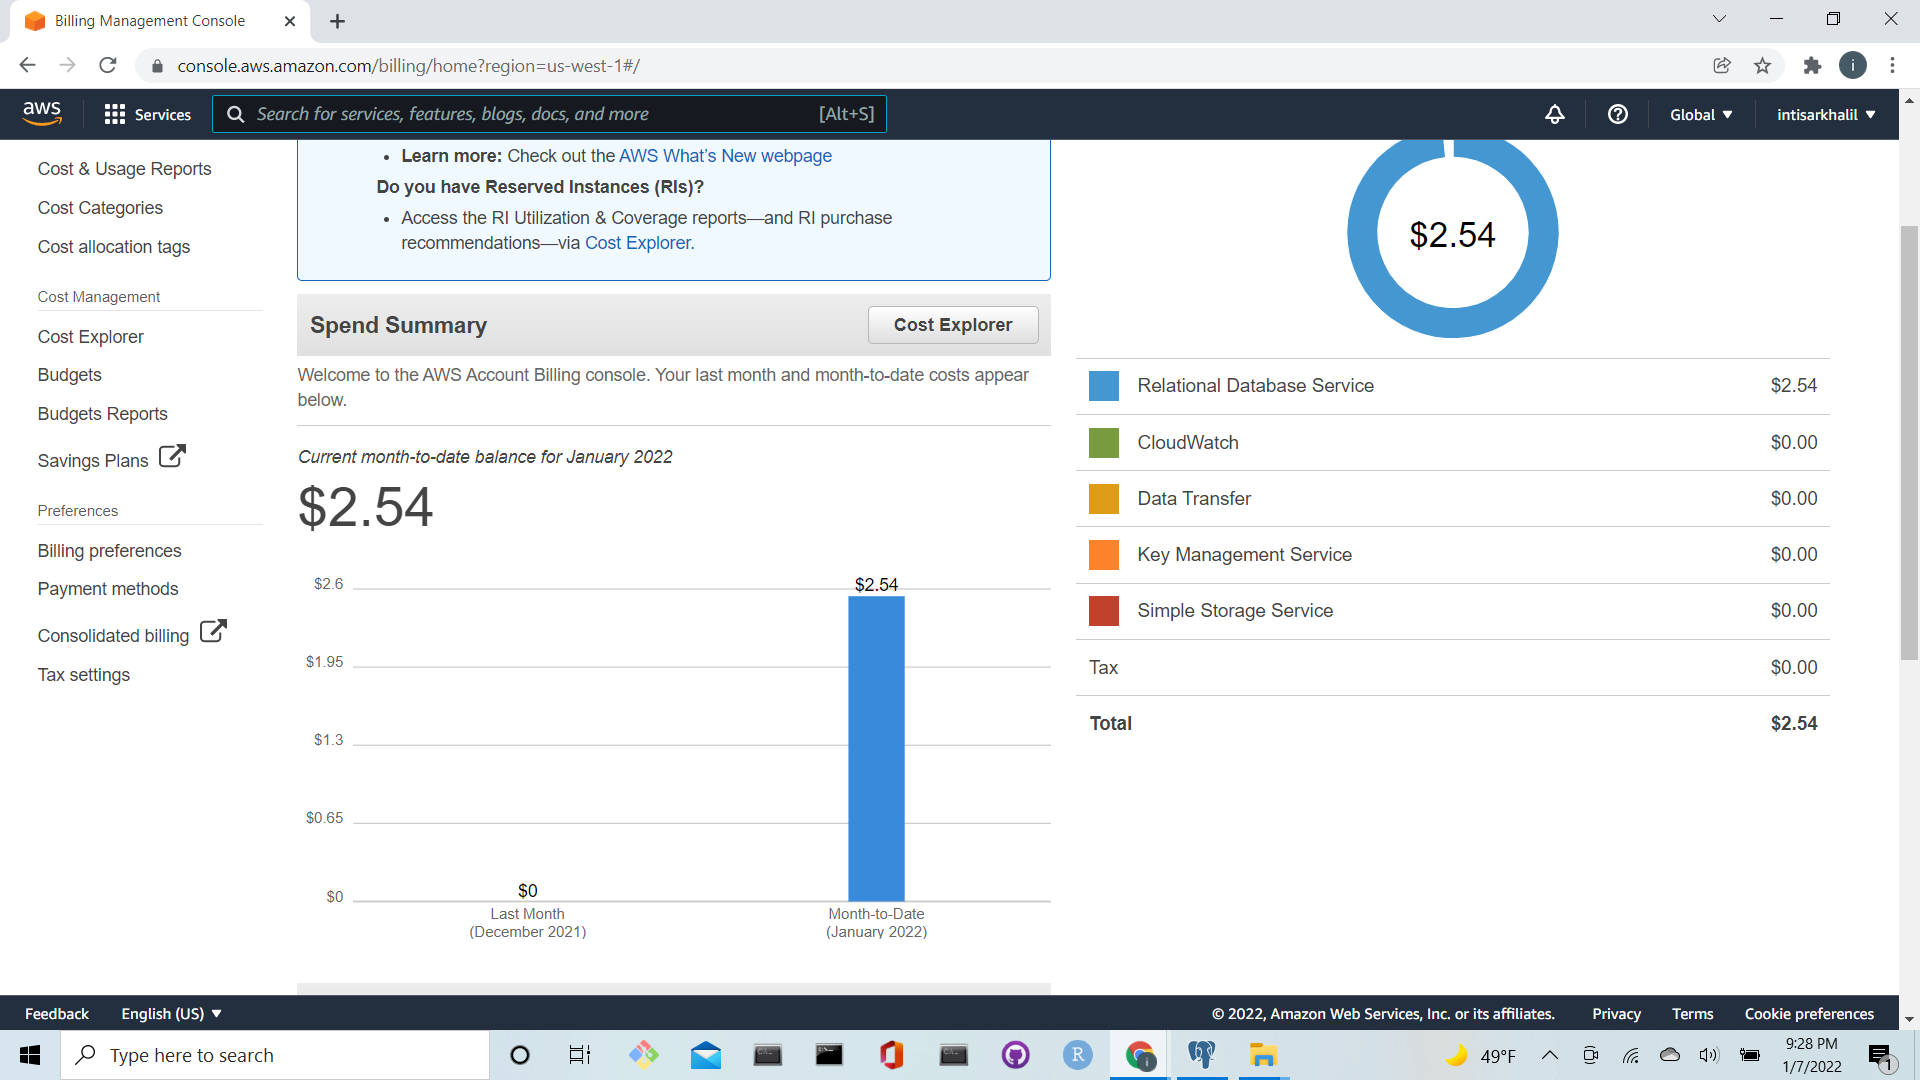 Billing Management Console
console.aws.amazon.com/billing/home?region=us-west-1#/
i
aws
Services
Search for services, features, blogs, docs, and more
[Alt+S]
Global
intisarkhalil
Cost & Usage Reports
Cost Categories
Cost allocation tags
Cost Management
Cost Explorer
Budgets
Budgets Reports
Savings Plans
Preferences
Billing preferences
Payment methods
Consolidated billing
Tax settings
• Learn more: Check out the AWS What's New webpage
Do you have Reserved Instances (RIs)?
• Access the RI Utilization & Coverage reports—and RI purchase
recommendations—via Cost Explorer.
Spend Summary
Cost Explorer
Welcome to the AWS Account Billing console. Your last month and month-to-date costs appear
below.
Current month-to-date balance for January 2022
$2.54
$2.6
$1.95
$1.3
$0.65
$0
$0
$2.54
Last Month
(December 2021)
Month-to-Date
(January 2022)
$2.54
Relational Database Service $2.54
CloudWatch $0.00
Data Transfer $0.00
Key Management Service $0.00
Simple Storage Service $0.00
Tax $0.00
Total $2.54
Feedback
English (US)
© 2022, Amazon Web Services, Inc. or its affiliates.
Privacy
Terms
Cookie preferences
Type here to search
R
i
49°F
9:28 PM
1/7/2022
1